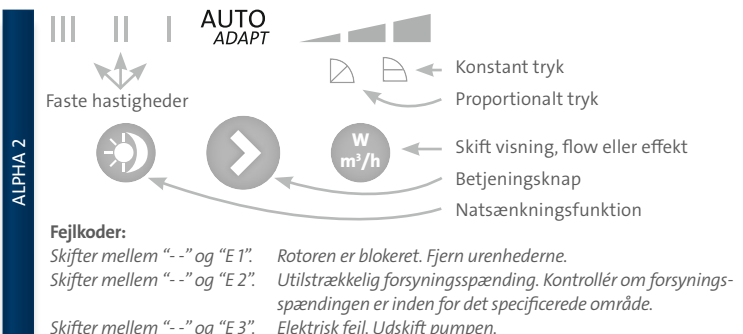 III II I AUTO
ADAPT
Konstant tryk
Proportionalt tryk
Faste hastigheder
W
m³/h
Skift visning, flow eller effekt
Betjeningsknap
Natsænkningsfunktion
ALPHA 2
Fejlkoder:
Skifter mellem “- -” og “E 1”. Rotoren er blokeret. Fjern urenhederne.
Skifter mellem “- -” og “E 2”. Utilstrækkelig forsyningsspænding. Kontrollér om forsynings-
spændingen er inden for det specificerede område.
Skifter mellem “- -” og “E 3”. Elektrisk fejl. Udskift pumpen.